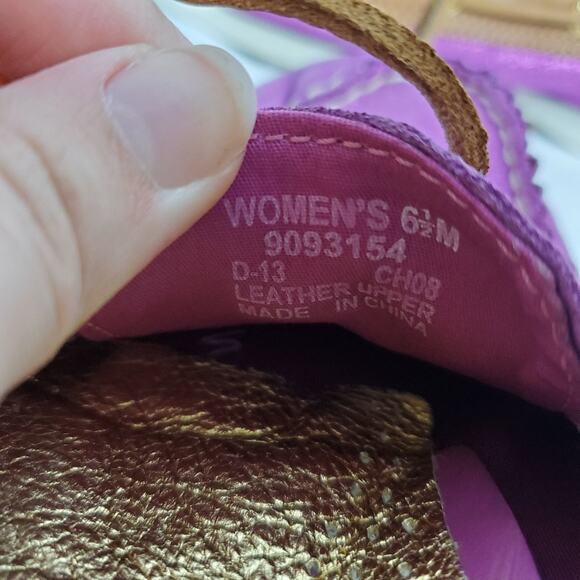 WOMEN'S 6½M
9093154
D-13 CH08
LEATHER UPPER
MADE IN CHINA